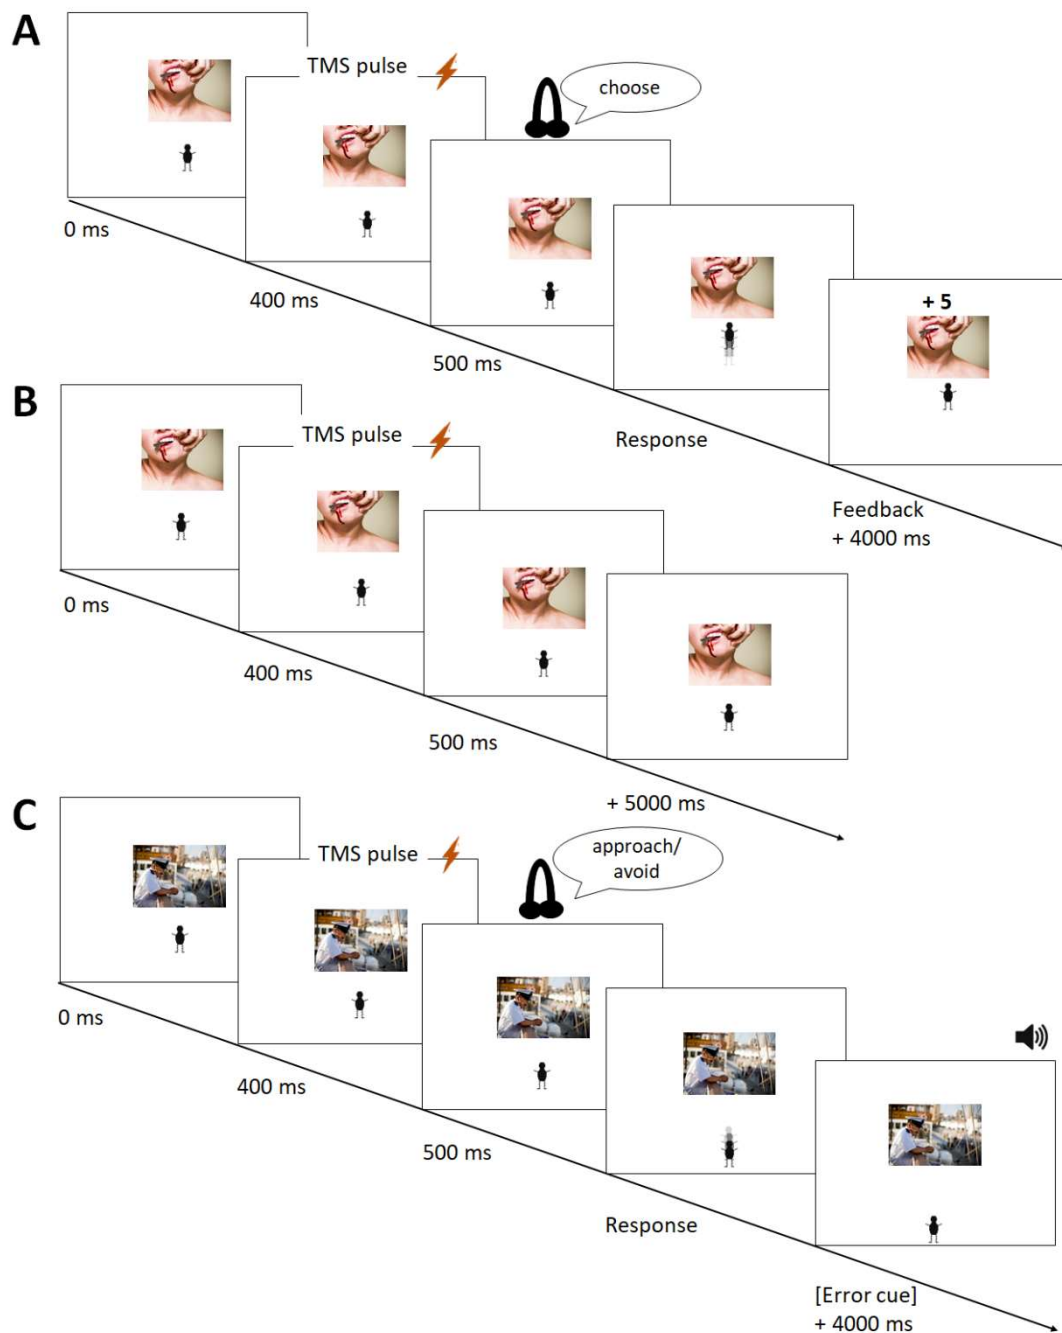 A
TMS pulse
choose
0 ms
400 ms
500 ms
+ 5
Response
Feedback
+ 4000 ms
B
TMS pulse
0 ms
400 ms
500 ms
+ 5000 ms
C
TMS pulse
approach/
avoid
0 ms
400 ms
500 ms
Response
[Error cue]
+ 4000 ms